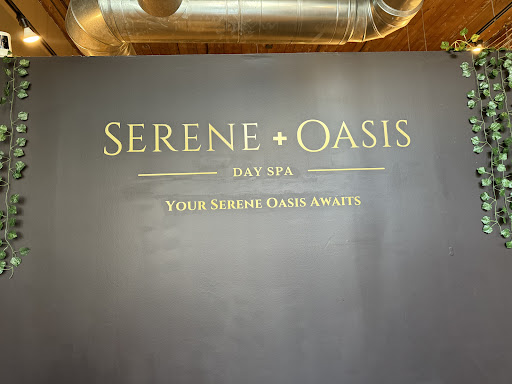 SERENE + OASIS
DAY SPA
YOUR SERENE OASIS AWAITS